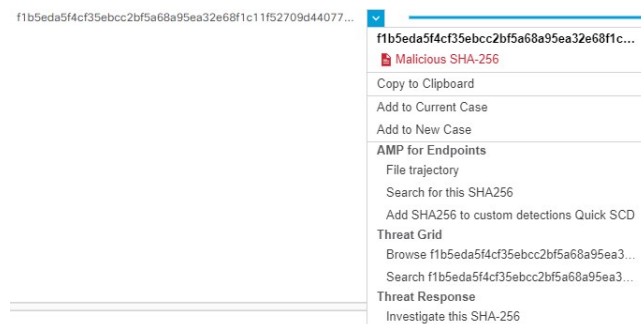 f1b5eda5f4cf35ebcc2bf5a68a95ea32e68f1c11f52709d44077...
f1b5eda5f4cf35ebcc2bf5a68a95ea32e68f1c...
Malicious SHA-256
Copy to Clipboard
Add to Current Case
Add to New Case
AMP for Endpoints
File trajectory
Search for this SHA256
Add SHA256 to custom detections Quick SCD
Threat Grid
Browse f1b5eda5f4cf35ebcc2bf5a68a95ea3...
Search f1b5eda5f4cf35ebcc2bf5a68a95ea3...
Threat Response
Investigate this SHA-256